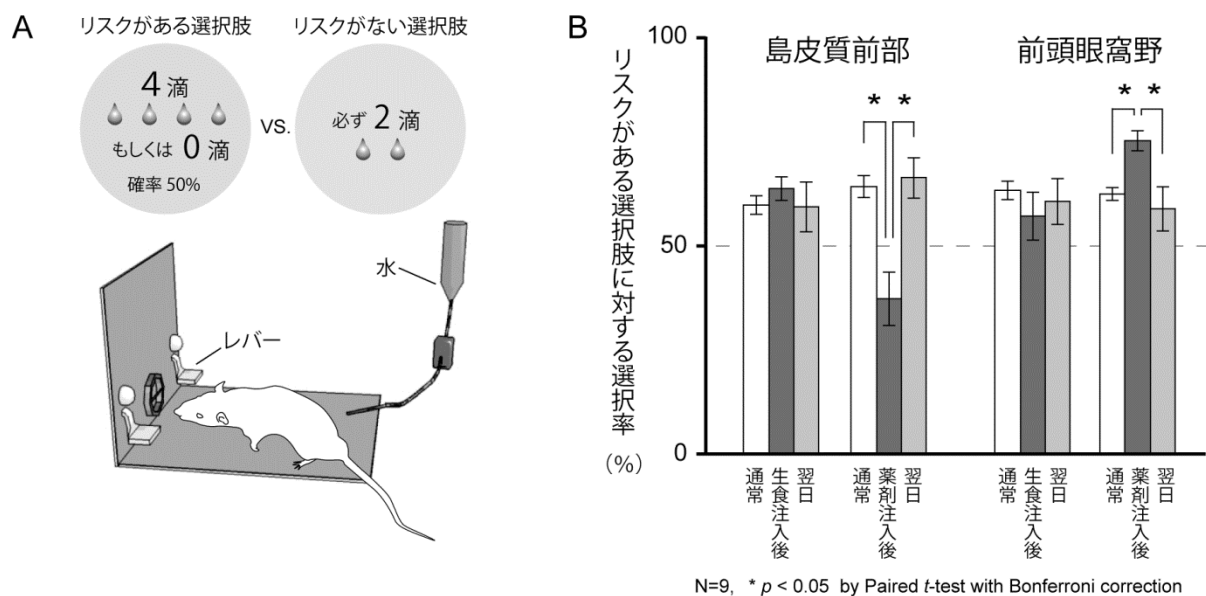 A
リスクがある選択肢
4 滴
もしくは 0 滴
確率 50%
vs.
リスクがない選択肢
必ず 2 滴
水
レバー
B
リスクがある選択肢に対する選択率
(%)
100
50
0
島皮質前部
前頭眼窩野
* *
* *
通常
生食注入後
翌日
通常
薬剤注入後
翌日
通常
生食注入後
翌日
通常
薬剤注入後
翌日
N=9, * p < 0.05 by Paired t-test with Bonferroni correction